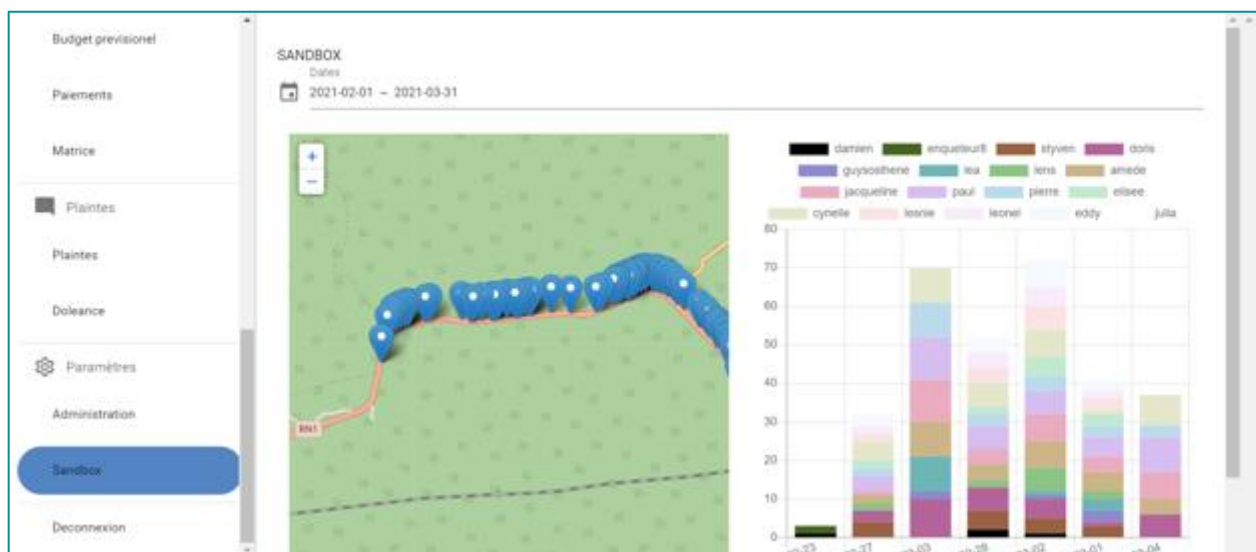 Budget previsionel
Paiements
Matrice
Plaintes
Plaintes
Doleance
Paramètres
Administration
Sandbox
Deconnexion
SANDBOX
Dates
2021-02-01 ~ 2021-03-31
+
−
RN1
damien enqueteur8 styven doris
guysosthene lea lens amede
jacqueline paul pierre elisee
cynelle lesnie leonel eddy julia
80
70
60
50
40
30
20
10
0